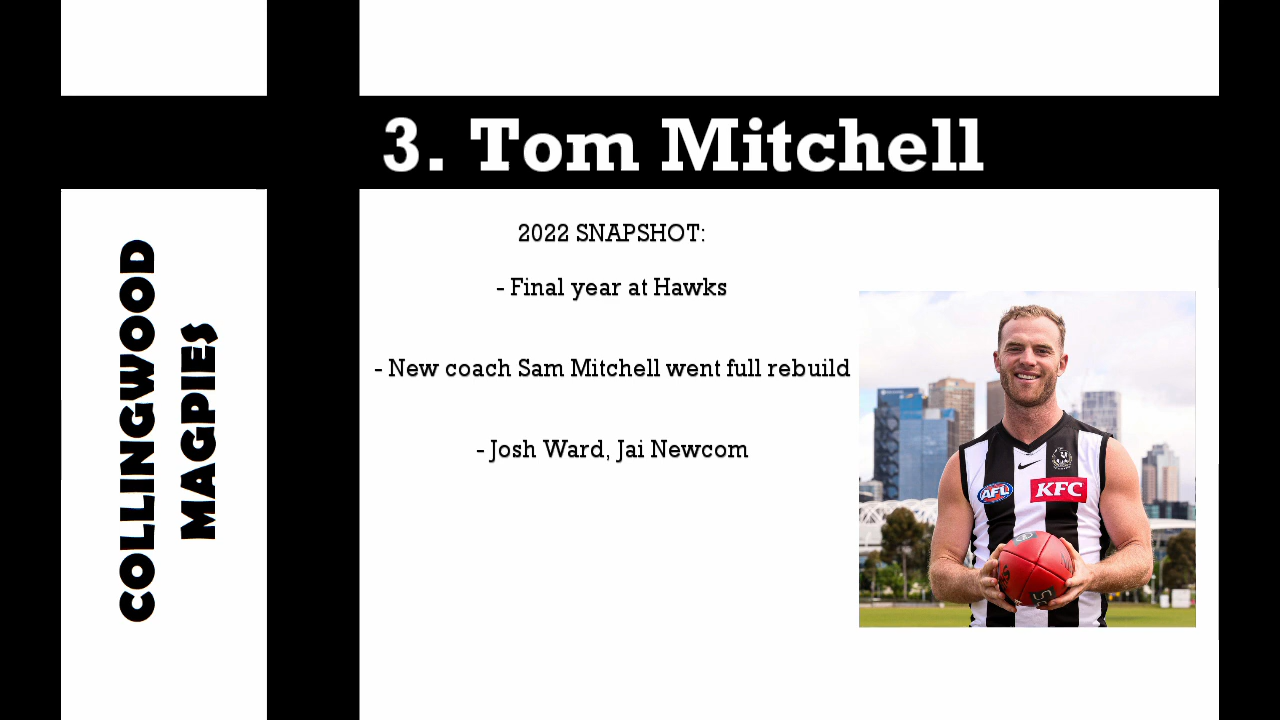 3. Tom Mitchell
COLLINGWOOD
MAGPIES
2022 SNAPSHOT:
- Final year at Hawks
- New coach Sam Mitchell went full rebuild
- Josh Ward, Jai Newcom
AFL
KFC